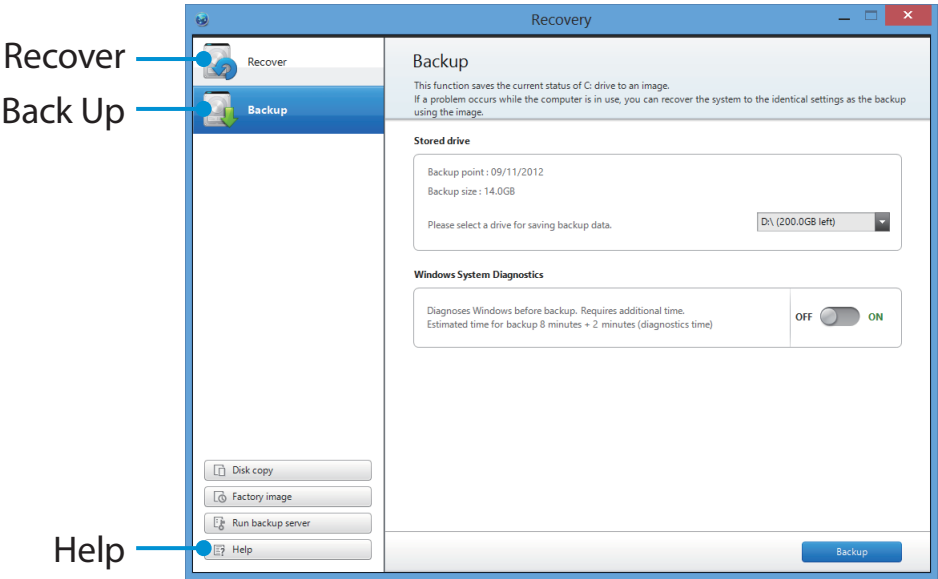 Recovery
Recover
Back Up
Help
Recover
Backup
Disk copy
Factory image
Run backup server
Help
Backup
This function saves the current status of C: drive to an image.
If a problem occurs while the computer is in use, you can recover the system to the identical settings as the backup
using the image.
Stored drive
Backup point : 09/11/2012
Backup size : 14.0GB
Please select a drive for saving backup data.
D:\ (200.0GB left)
Windows System Diagnostics
Diagnoses Windows before backup. Requires additional time.
Estimated time for backup 8 minutes + 2 minutes (diagnostics time)
OFF ON
Backup